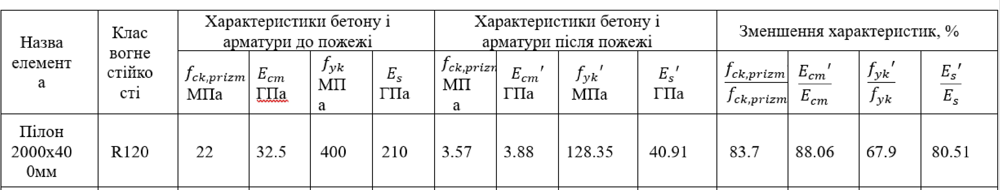 Назва
елемент
а
Клас
вогне
стійко
сті
Характеристики бетону і
арматури до пожежі
Характеристики бетону і
арматури після пожежі
Зменшення характеристик, %
f_ck,prizm
МПа
E_cm
ГПа
f_yk
МП
а
E_s
ГПа
f_ck,prizm
МП
а
E_cm′
ГПа
f_yk′
МПа
E_s′
ГПа
f_ck,prizm
f_ck,prizm
E_cm′
E_cm
f_yk′
f_yk
E_s′
E_s
Пілон
2000х40
0мм
R120
22
32.5
400
210
3.57
3.88
128.35
40.91
83.7
88.06
67.9
80.51